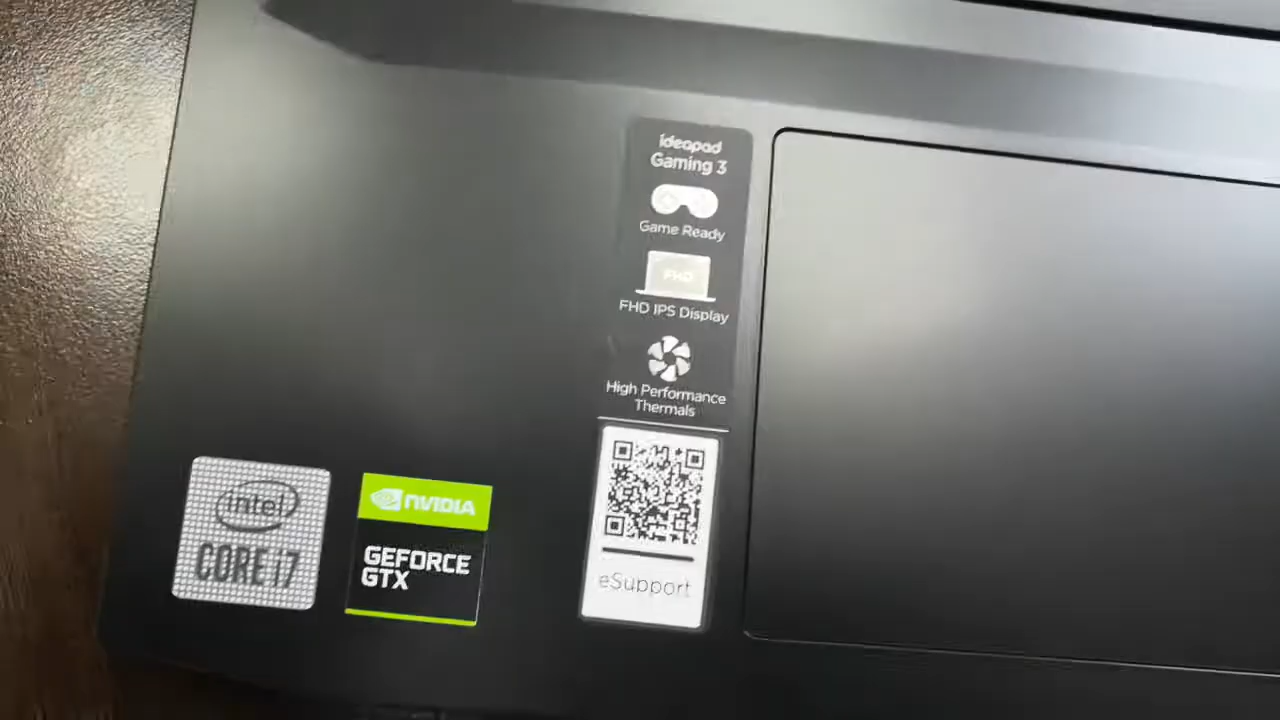 ideapad
Gaming 3
Game Ready
FHD
FHD IPS Display
High Performance
Thermals
eSupport
intel
CORE i7
NVIDIA
GEFORCE
GTX